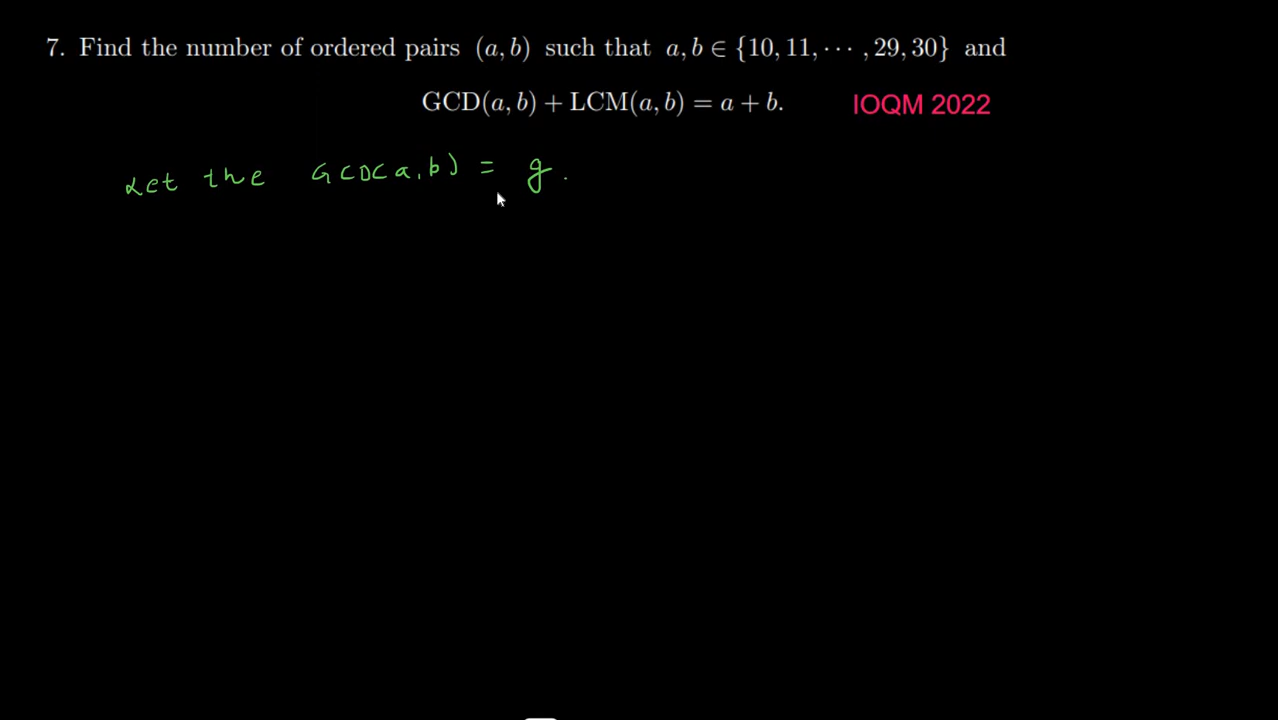 7. Find the number of ordered pairs (a, b) such that a, b ∈ {10, 11, ⋯ , 29, 30} and
GCD(a, b) + LCM(a, b) = a + b. IOQM 2022
Let the GCD(a,b) = g.